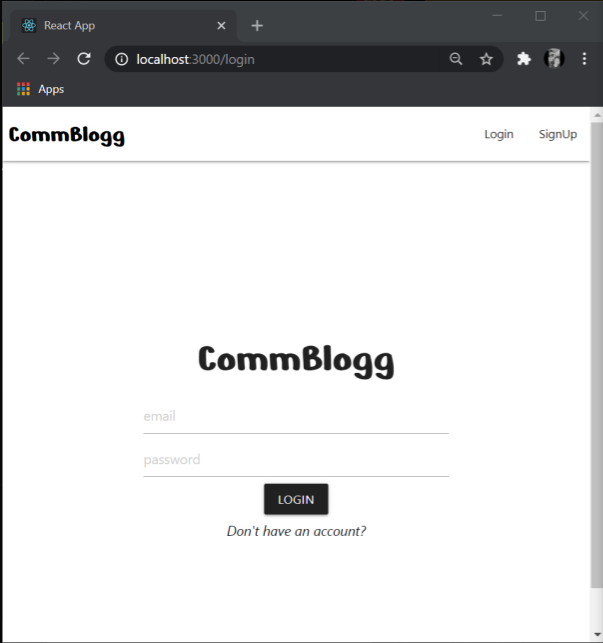 React App
localhost:3000/login
Apps
CommBlogg
Login SignUp
CommBlogg
email
password
LOGIN
Don't have an account?